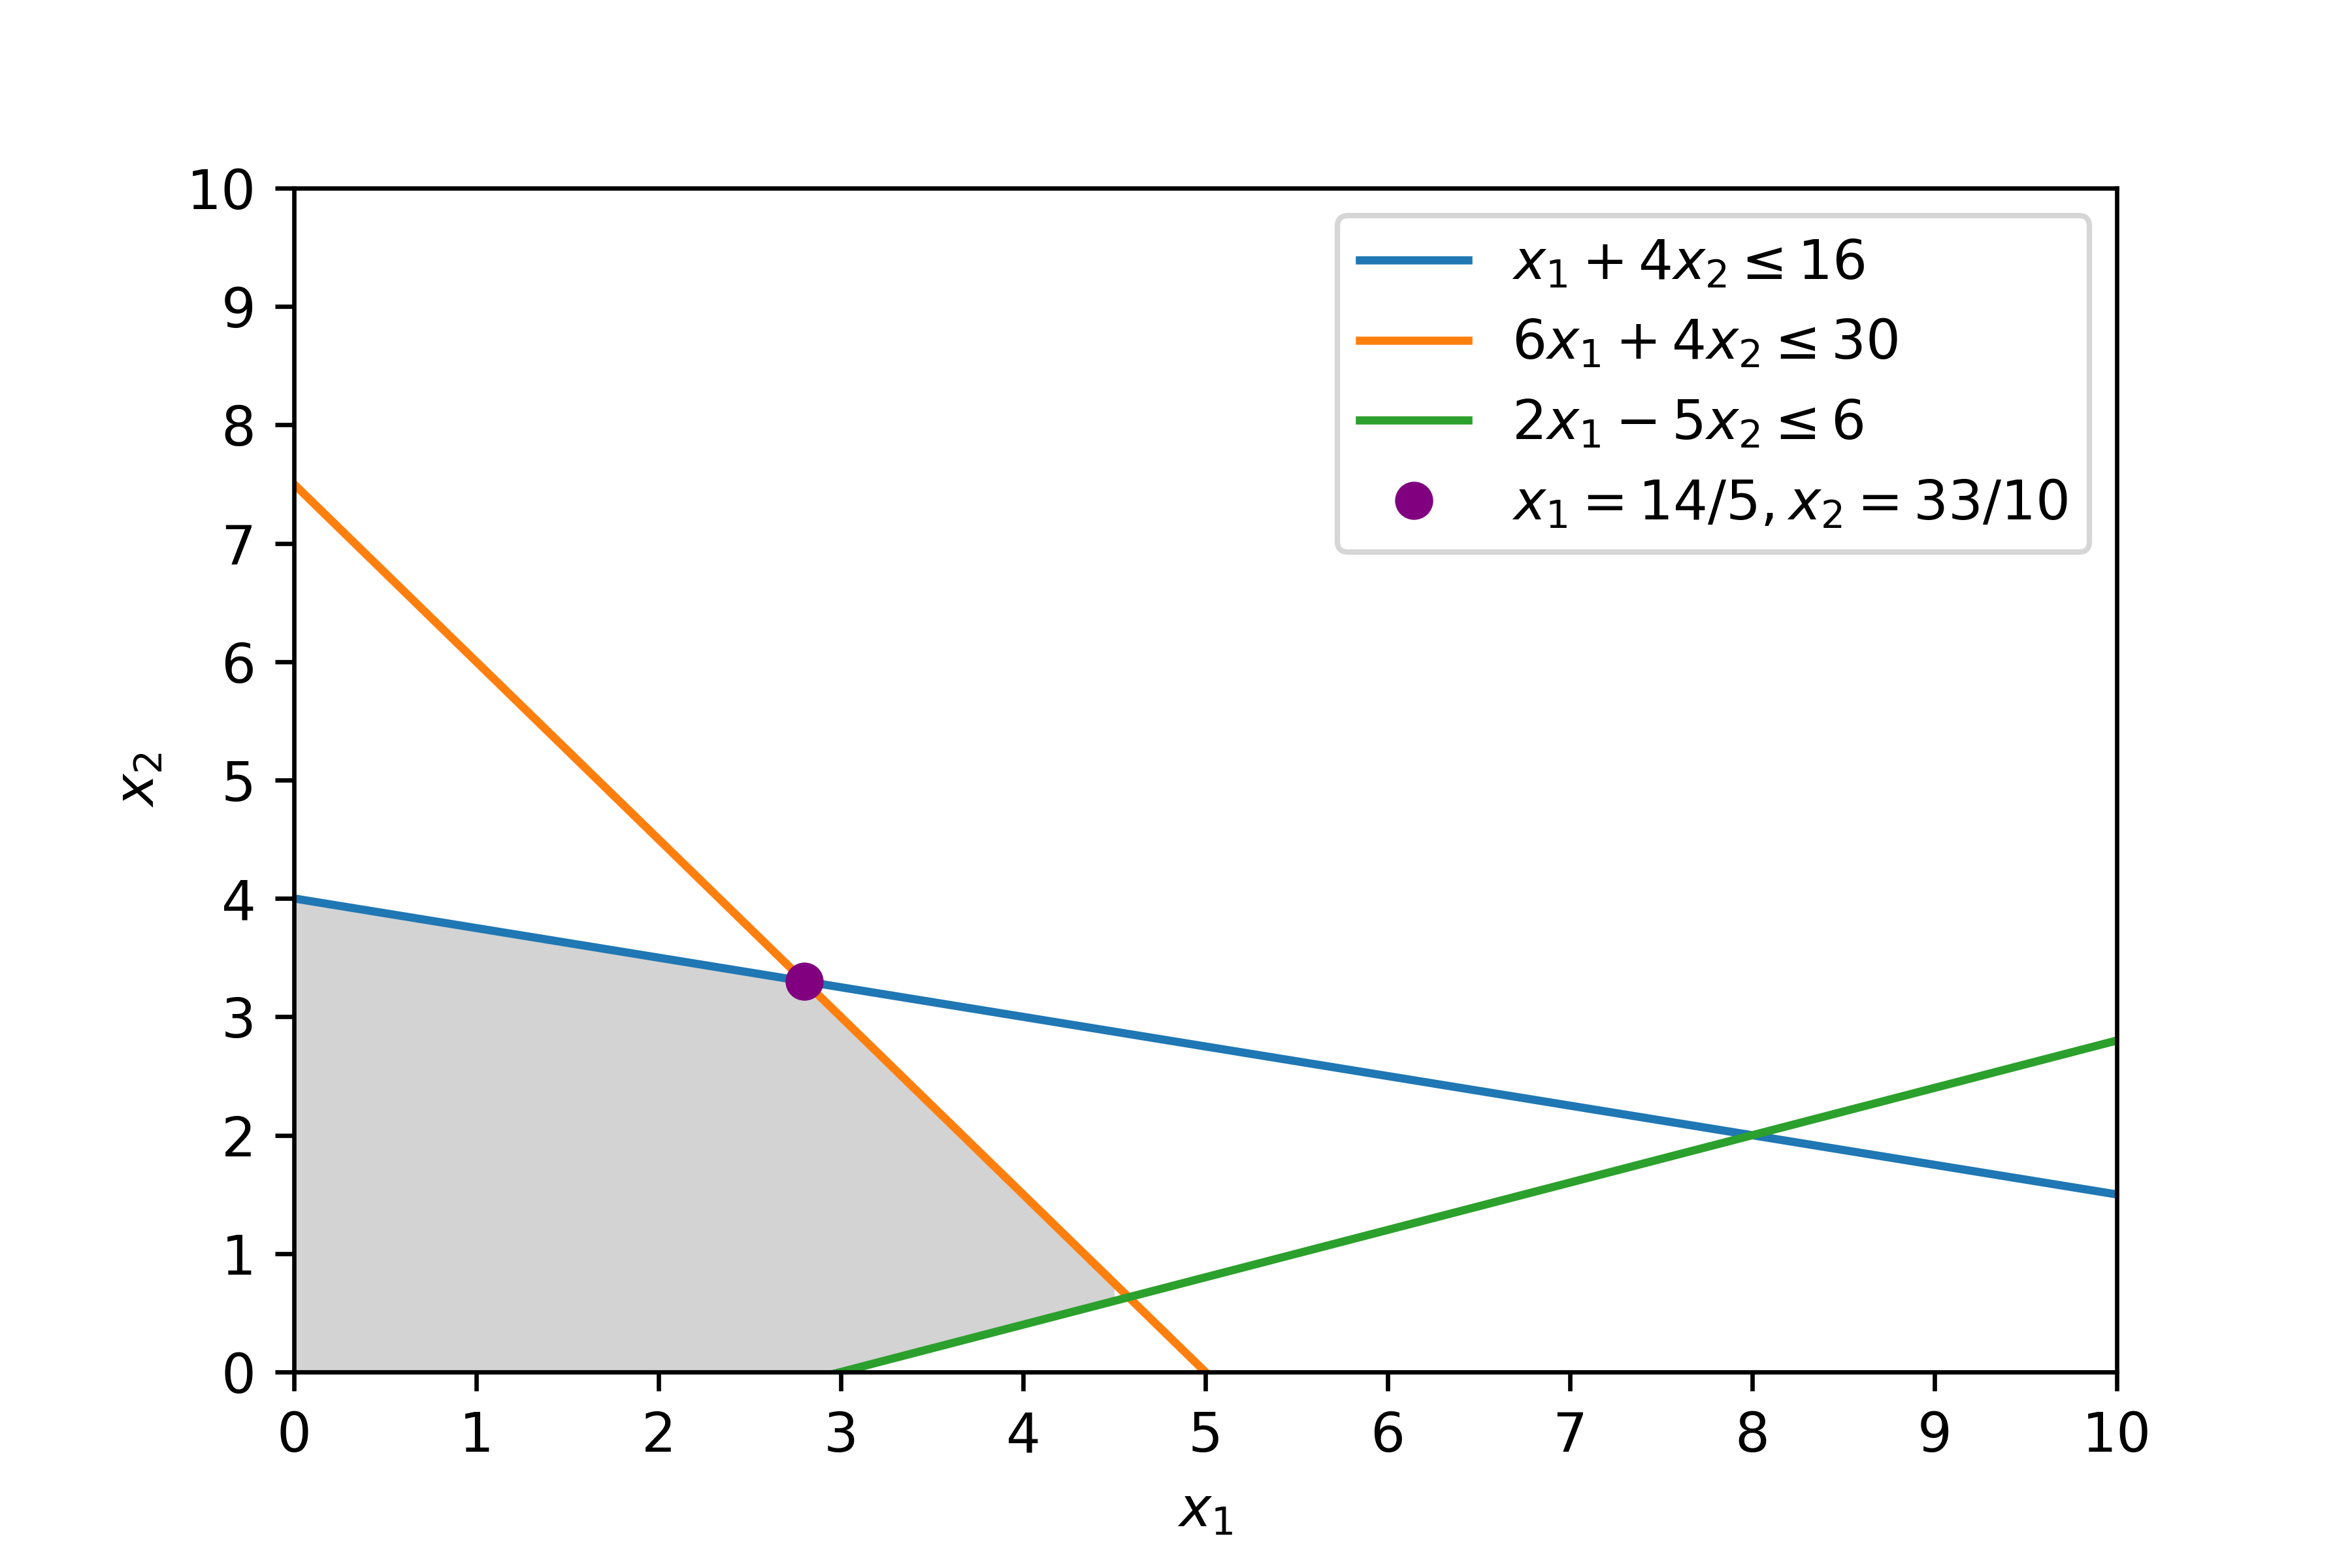 10
9
8
7
6
5
4
3
2
1
0
x₂
x₁ + 4x₂ ≤ 16
6x₁ + 4x₂ ≤ 30
2x₁ − 5x₂ ≤ 6
x₁ = 14/5, x₂ = 33/10
0 1 2 3 4 5 6 7 8 9 10
x₁